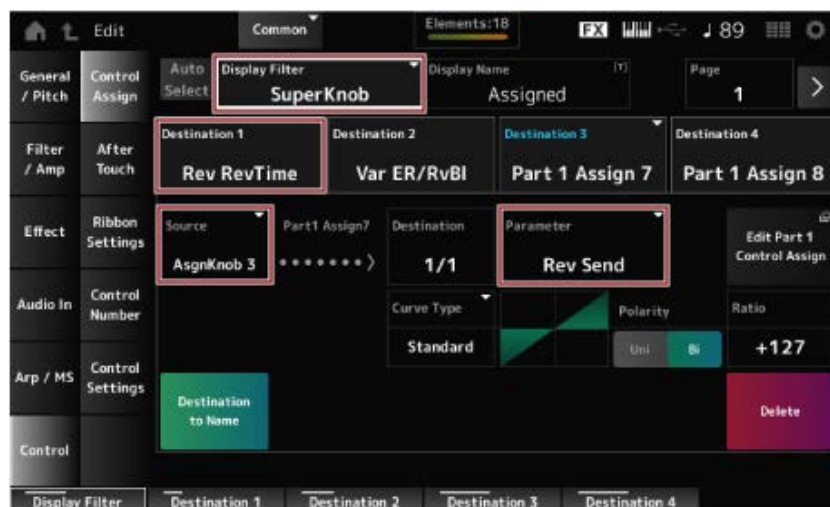 Edit
Common
Elements:18
FX
♩ 89
General / Pitch
Control Assign
Auto Select
Display Filter
SuperKnob
Display Name
[T]
Assigned
Page
1
Filter / Amp
After Touch
Destination 1
Rev RevTime
Destination 2
Var ER/RvBl
Destination 3
Part 1 Assign 7
Destination 4
Part 1 Assign 8
Effect
Ribbon Settings
Source
AsgnKnob 3
Part1 Assign7
Destination
1/1
Parameter
Rev Send
Edit Part 1 Control Assign
Audio In
Control Number
Curve Type
Standard
Polarity
Uni
Bi
Ratio
+127
Arp / MS
Control Settings
Destination to Name
Delete
Control
Display Filter
Destination 1
Destination 2
Destination 3
Destination 4